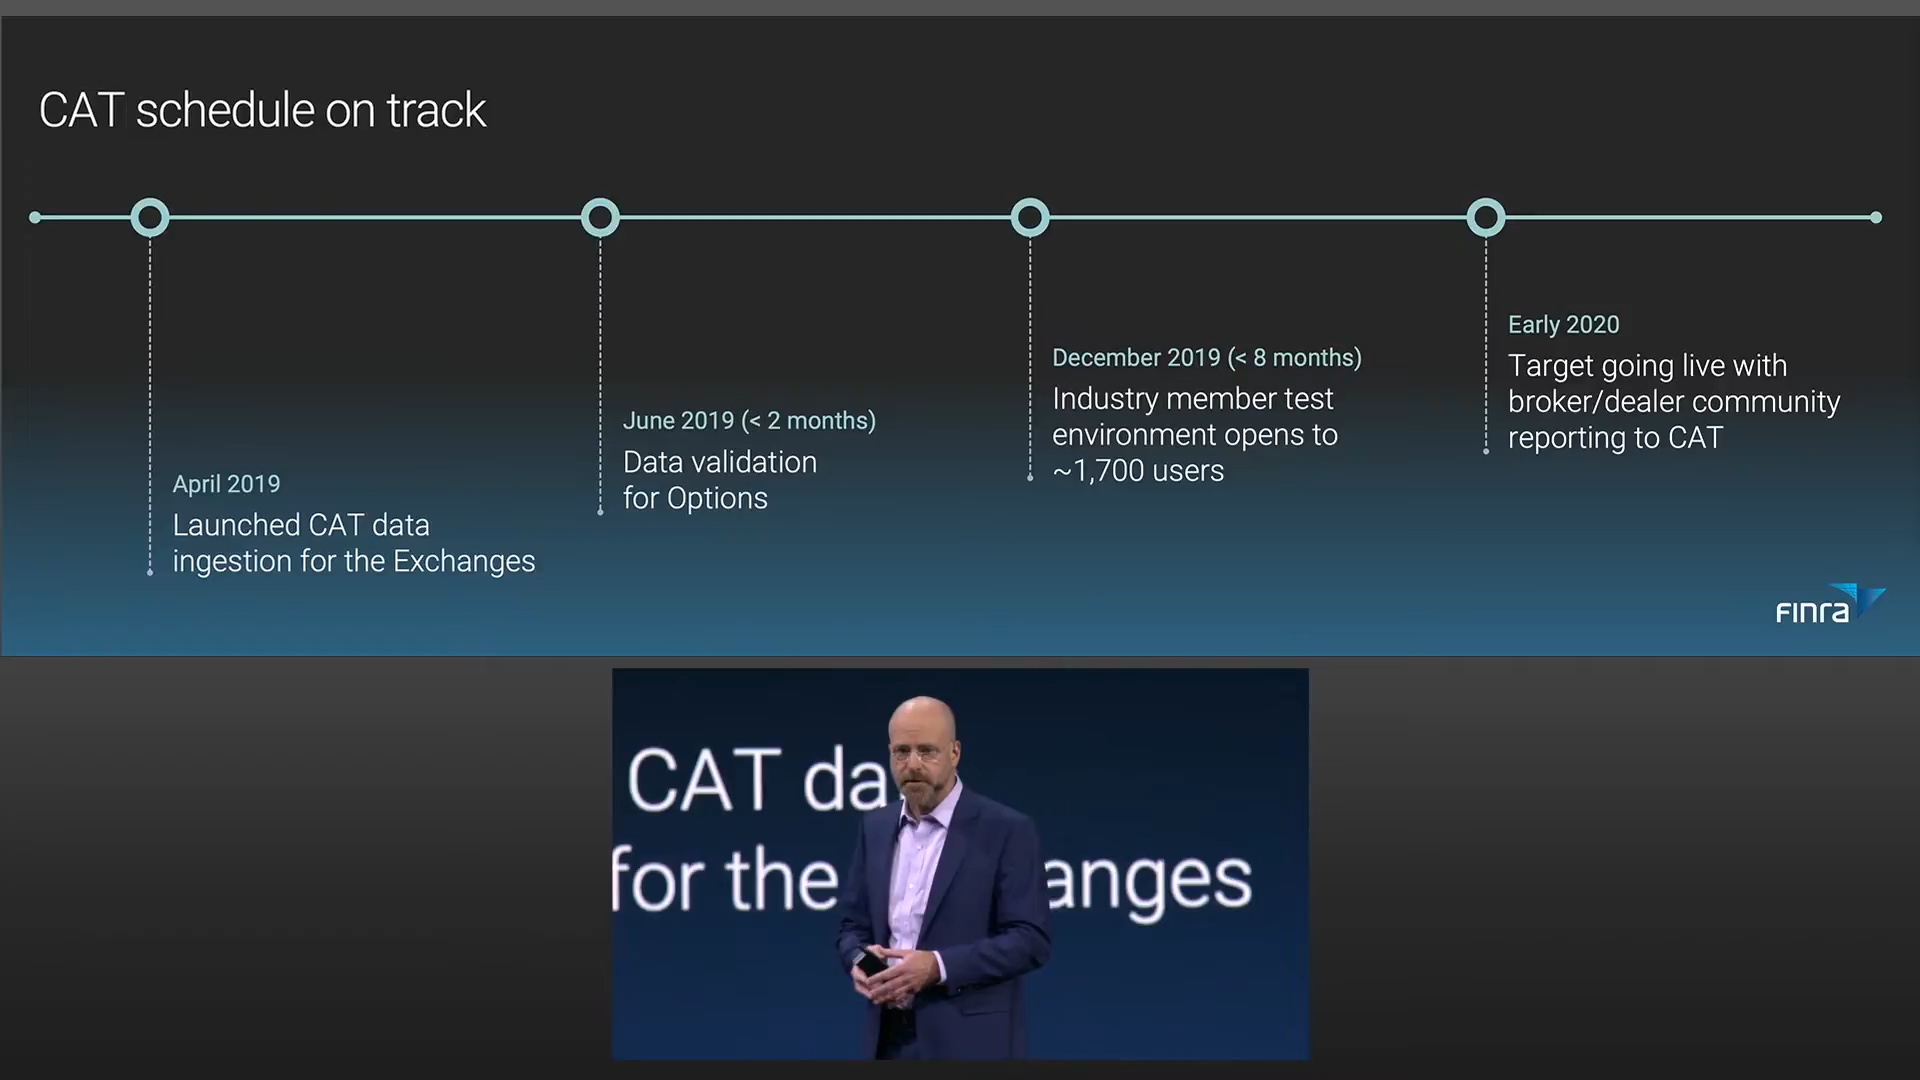 CAT schedule on track
April 2019
Launched CAT data
ingestion for the Exchanges
June 2019 (< 2 months)
Data validation
for Options
December 2019 (< 8 months)
Industry member test
environment opens to
~1,700 users
Early 2020
Target going live with
broker/dealer community
reporting to CAT
FINRA
CAT da
for the anges